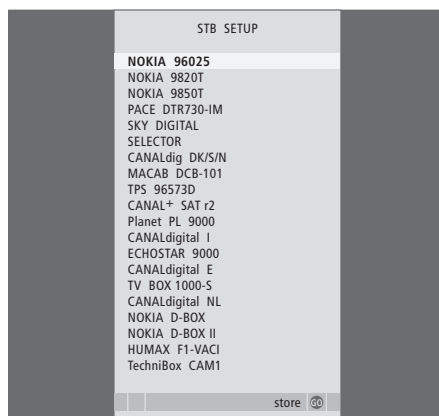 STB SETUP
NOKIA 96025
NOKIA 9820T
NOKIA 9850T
PACE DTR730-IM
SKY DIGITAL
SELECTOR
CANALdig DK/S/N
MACAB DCB-101
TPS 96573D
CANAL+ SAT r2
Planet PL 9000
CANALdigital I
ECHOSTAR 9000
CANALdigital E
TV BOX 1000-S
CANALdigital NL
NOKIA D-BOX
NOKIA D-BOX II
HUMAX F1-VACI
TechniBox CAM1
store GO